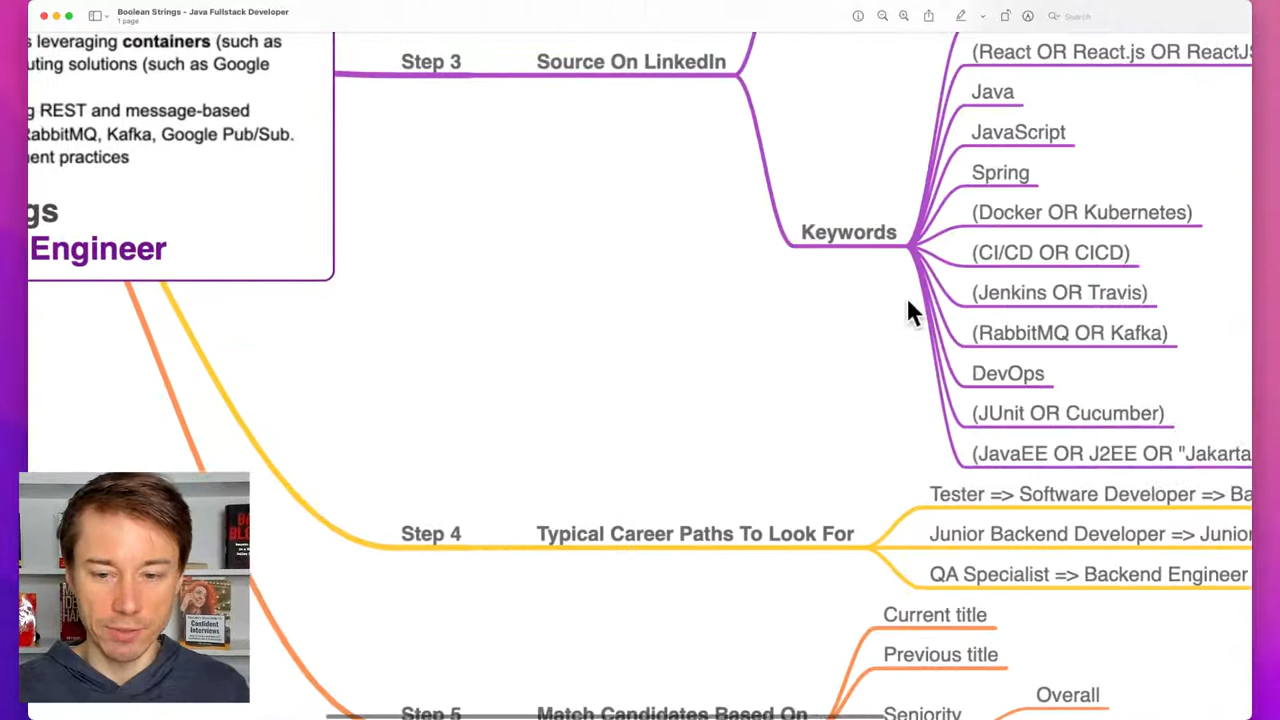 Boolean Strings - Java Fullstack Developer
1 page
Search
s leveraging containers (such as
uting solutions (such as Google
g REST and message-based
RabbitMQ, Kafka, Google Pub/Sub.
ent practices
gs
Engineer
Step 3
Source On LinkedIn
Keywords
(React OR React.js OR ReactJS
Java
JavaScript
Spring
(Docker OR Kubernetes)
(CI/CD OR CICD)
(Jenkins OR Travis)
(RabbitMQ OR Kafka)
DevOps
(JUnit OR Cucumber)
(JavaEE OR J2EE OR "Jakarta
Step 4
Typical Career Paths To Look For
Tester => Software Developer => Ba
Junior Backend Developer => Junior
QA Specialist => Backend Engineer
Step 5
Match Candidates Based On
Current title
Previous title
Seniority
Overall
Confident
Interviews